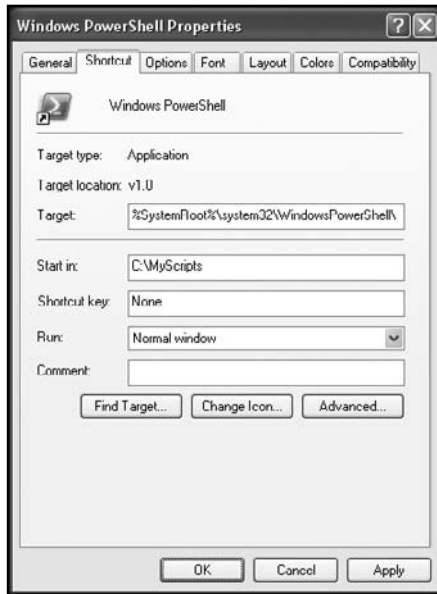 Windows PowerShell Properties
General Shortcut Options Font Layout Colors Compatibility
Windows PowerShell
Target type: Application
Target location: v1.0
Target: %SystemRoot%\system32\WindowsPowerShell\
Start in: C:\MyScripts
Shortcut key: None
Run: Normal window
Comment:
Find Target... Change Icon... Advanced...
OK Cancel Apply